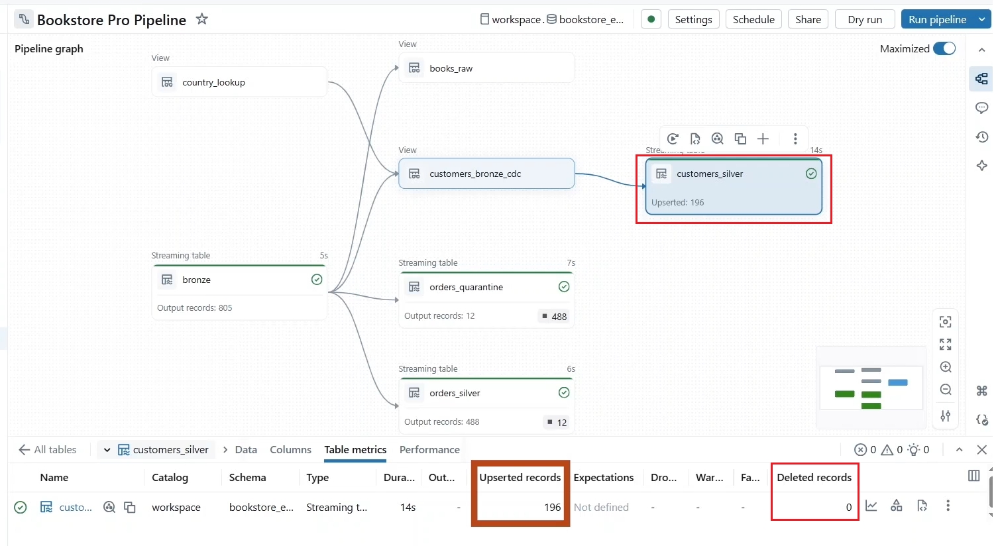 Bookstore Pro Pipeline
workspace . bookstore_e...
Settings
Schedule
Share
Dry run
Run pipeline
Pipeline graph
Maximized
View
country_lookup
View
books_raw
View
customers_bronze_cdc
14s
customers_silver
Upserted: 196
Streaming table 5s
bronze
Output records: 805
Streaming table 7s
orders_quarantine
Output records: 12
488
Streaming table 6s
orders_silver
Output records: 488
12
All tables
customers_silver
Data
Columns
Table metrics
Performance
0
0
0
Name Catalog Schema Type Dura... Out... Upserted records Expectations Dro... War... Fa... Deleted records
custo... workspace bookstore_e... Streaming t... 14s - 196 Not defined - - - 0